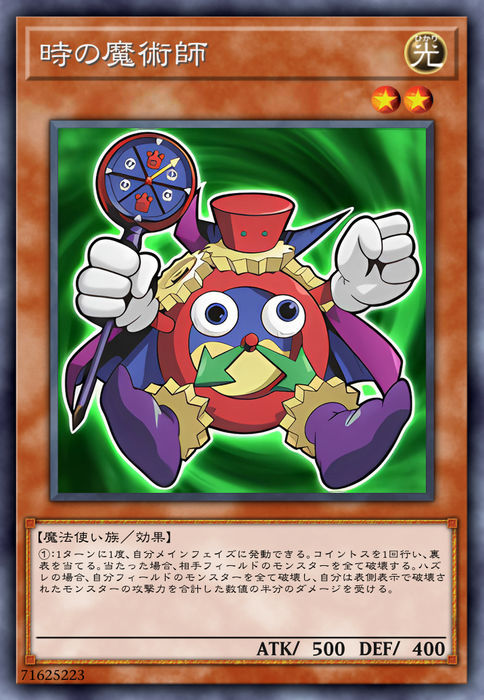 時の魔術師
ひかり
光
【魔法使い族／効果】
①:1ターンに1度、自分メインフェイズに発動できる。コイントスを1回行い、裏
表を当てる。当たった場合、相手フィールドのモンスターを全て破壊する。ハズ
レの場合、自分フィールドのモンスターを全て破壊し、自分は表側表示で破壊さ
れたモンスターの攻撃力を合計した数値の半分のダメージを受ける。
ATK/ 500 DEF/ 400
71625223